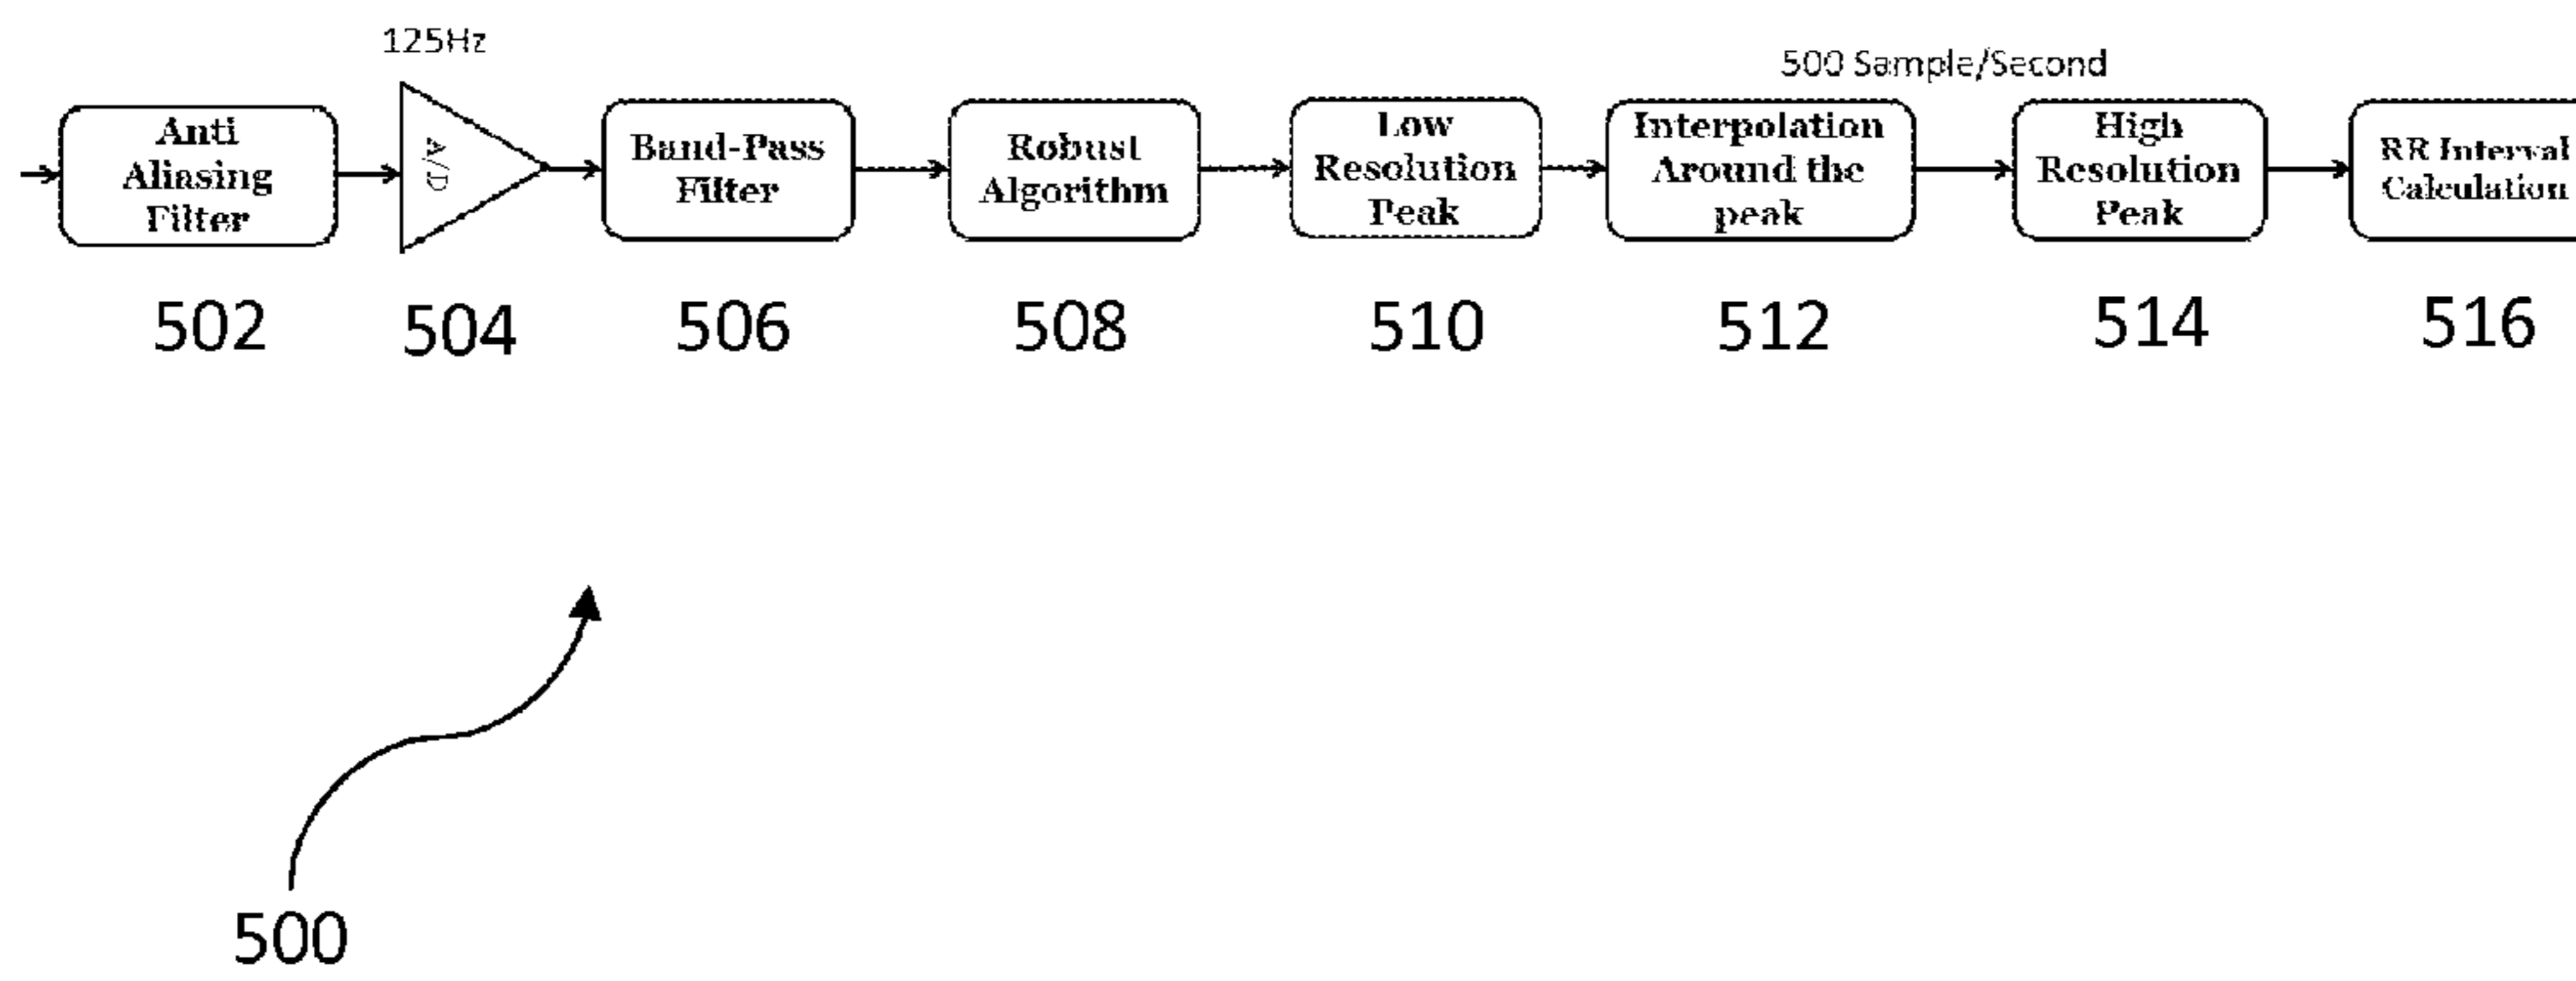 125Hz
500 Sample/Second
Anti
Aliasing
Filter
A/D
Band-Pass
Filter
Robust
Algorithm
Low
Resolution
Peak
Interpolation
Around the
peak
High
Resolution
Peak
RR Interval
Calculation
502
504
506
508
510
512
514
516
500